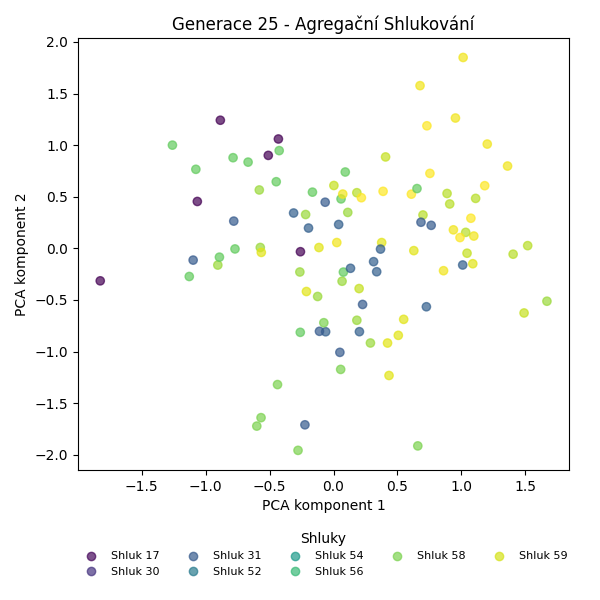 Generace 25 - Agregační Shlukování
2.0
1.5
1.0
0.5
0.0
−0.5
−1.0
−1.5
−2.0
PCA komponent 2
−1.5 −1.0 −0.5 0.0 0.5 1.0 1.5
PCA komponent 1
Shluky
Shluk 17 Shluk 31 Shluk 54 Shluk 58 Shluk 59
Shluk 30 Shluk 52 Shluk 56